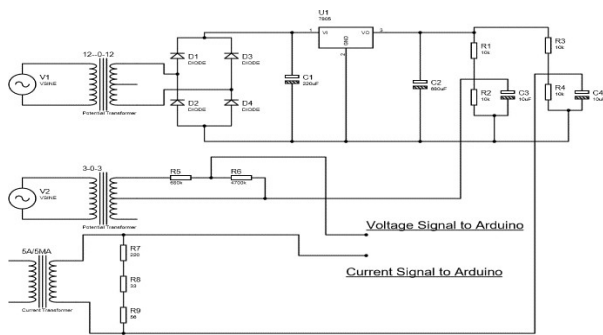 U1
7805
VI
VO
GND
12--0-12
V1
VSINE
Potential Transformer
D1
DIODE
D3
DIODE
D2
DIODE
D4
DIODE
C1
220uF
C2
R1
10k
R3
10k
R2
10k
C3
10uF
R4
10k
C4
3-0-3
V2
VSINE
Potential Transformer
R5
R6
4700k
Voltage Signal to Arduino
Current Signal to Arduino
5A/5MA
Current Transformer
R7
220
R8
33
R9